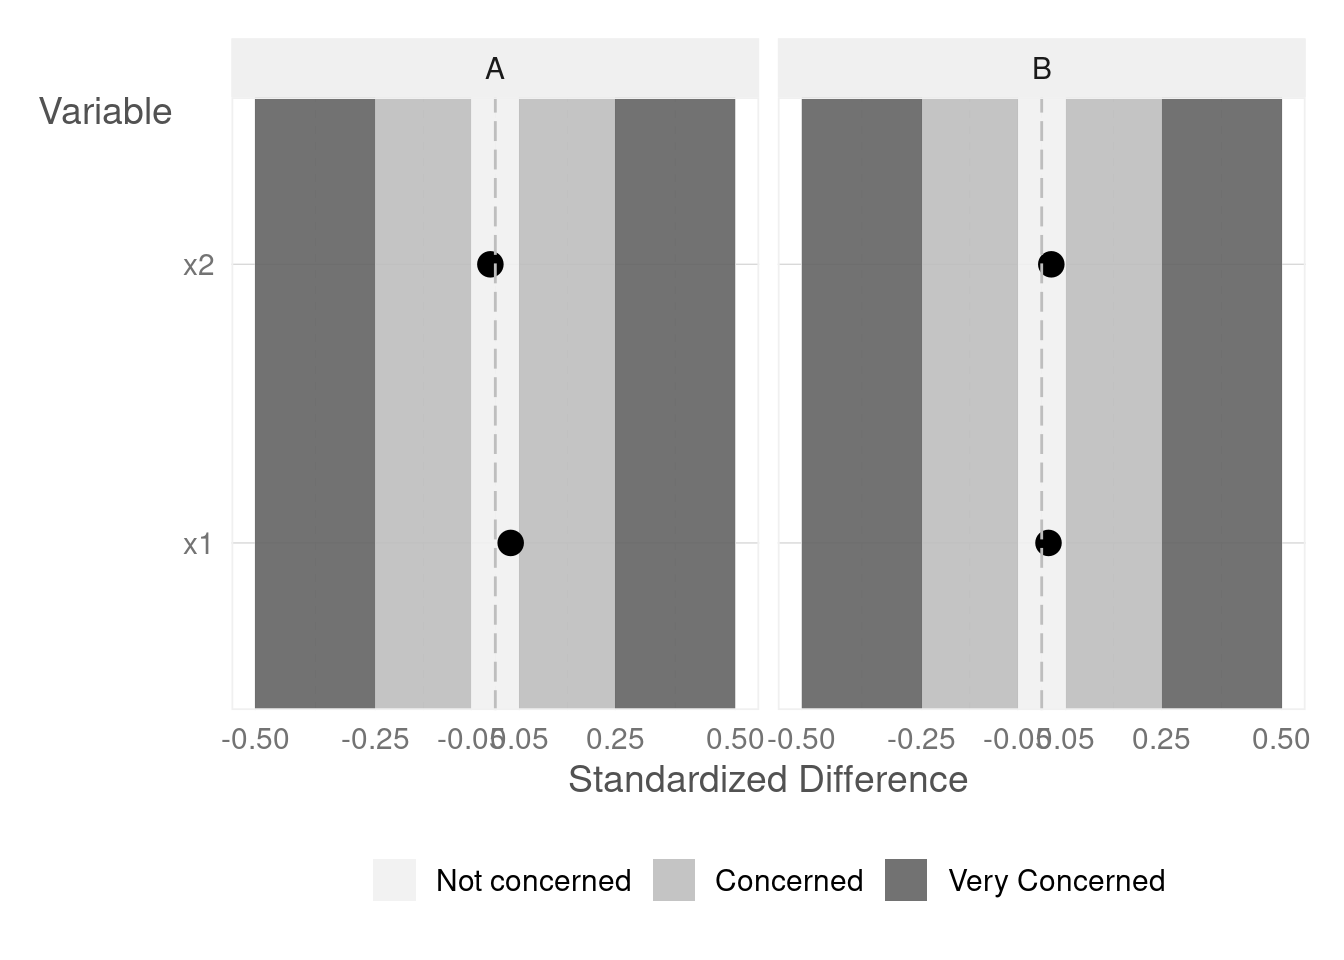 A B
Variable
x2
x1
-0.50 -0.25 -0.05 0.05 0.25 0.50 -0.50 -0.25 -0.05 0.05 0.25 0.50
Standardized Difference
Not concerned Concerned Very Concerned